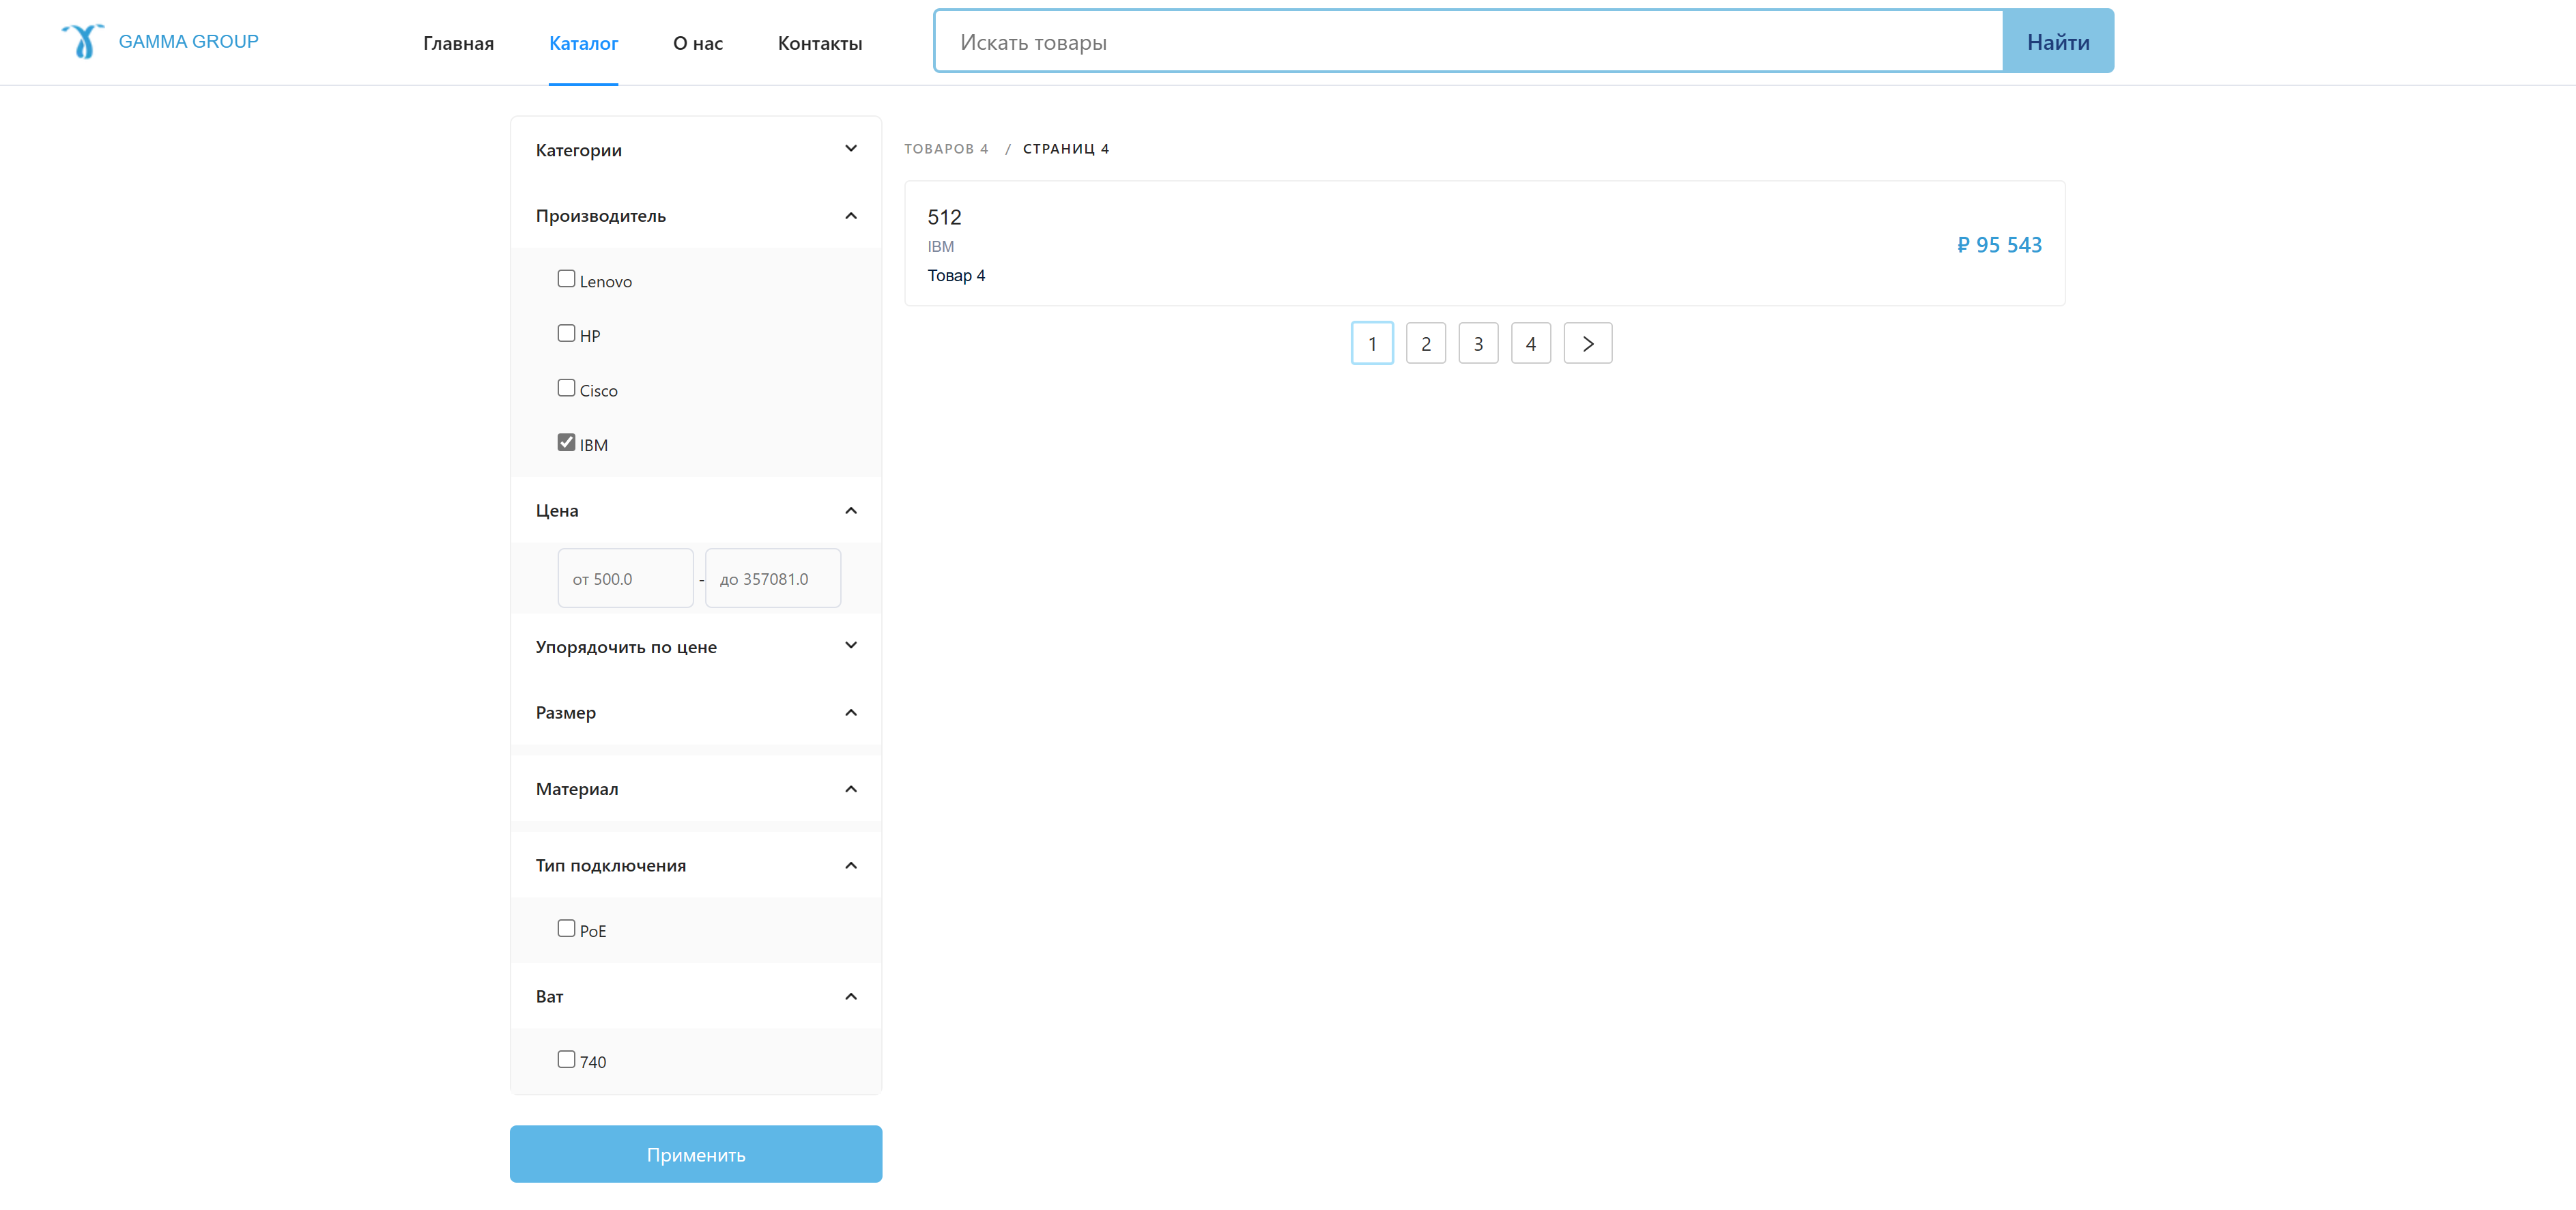 GAMMA GROUP
Главная
Каталог
О нас
Контакты
Искать товары
Найти
Категории
Производитель
Lenovo
HP
Cisco
IBM
Цена
от 500.0 - до 357081.0
Упорядочить по цене
Размер
Материал
Тип подключения
PoE
Ват
740
Применить
ТОВАРОВ 4 / СТРАНИЦ 4
512
IBM
Товар 4
₽ 95 543
1 2 3 4 >